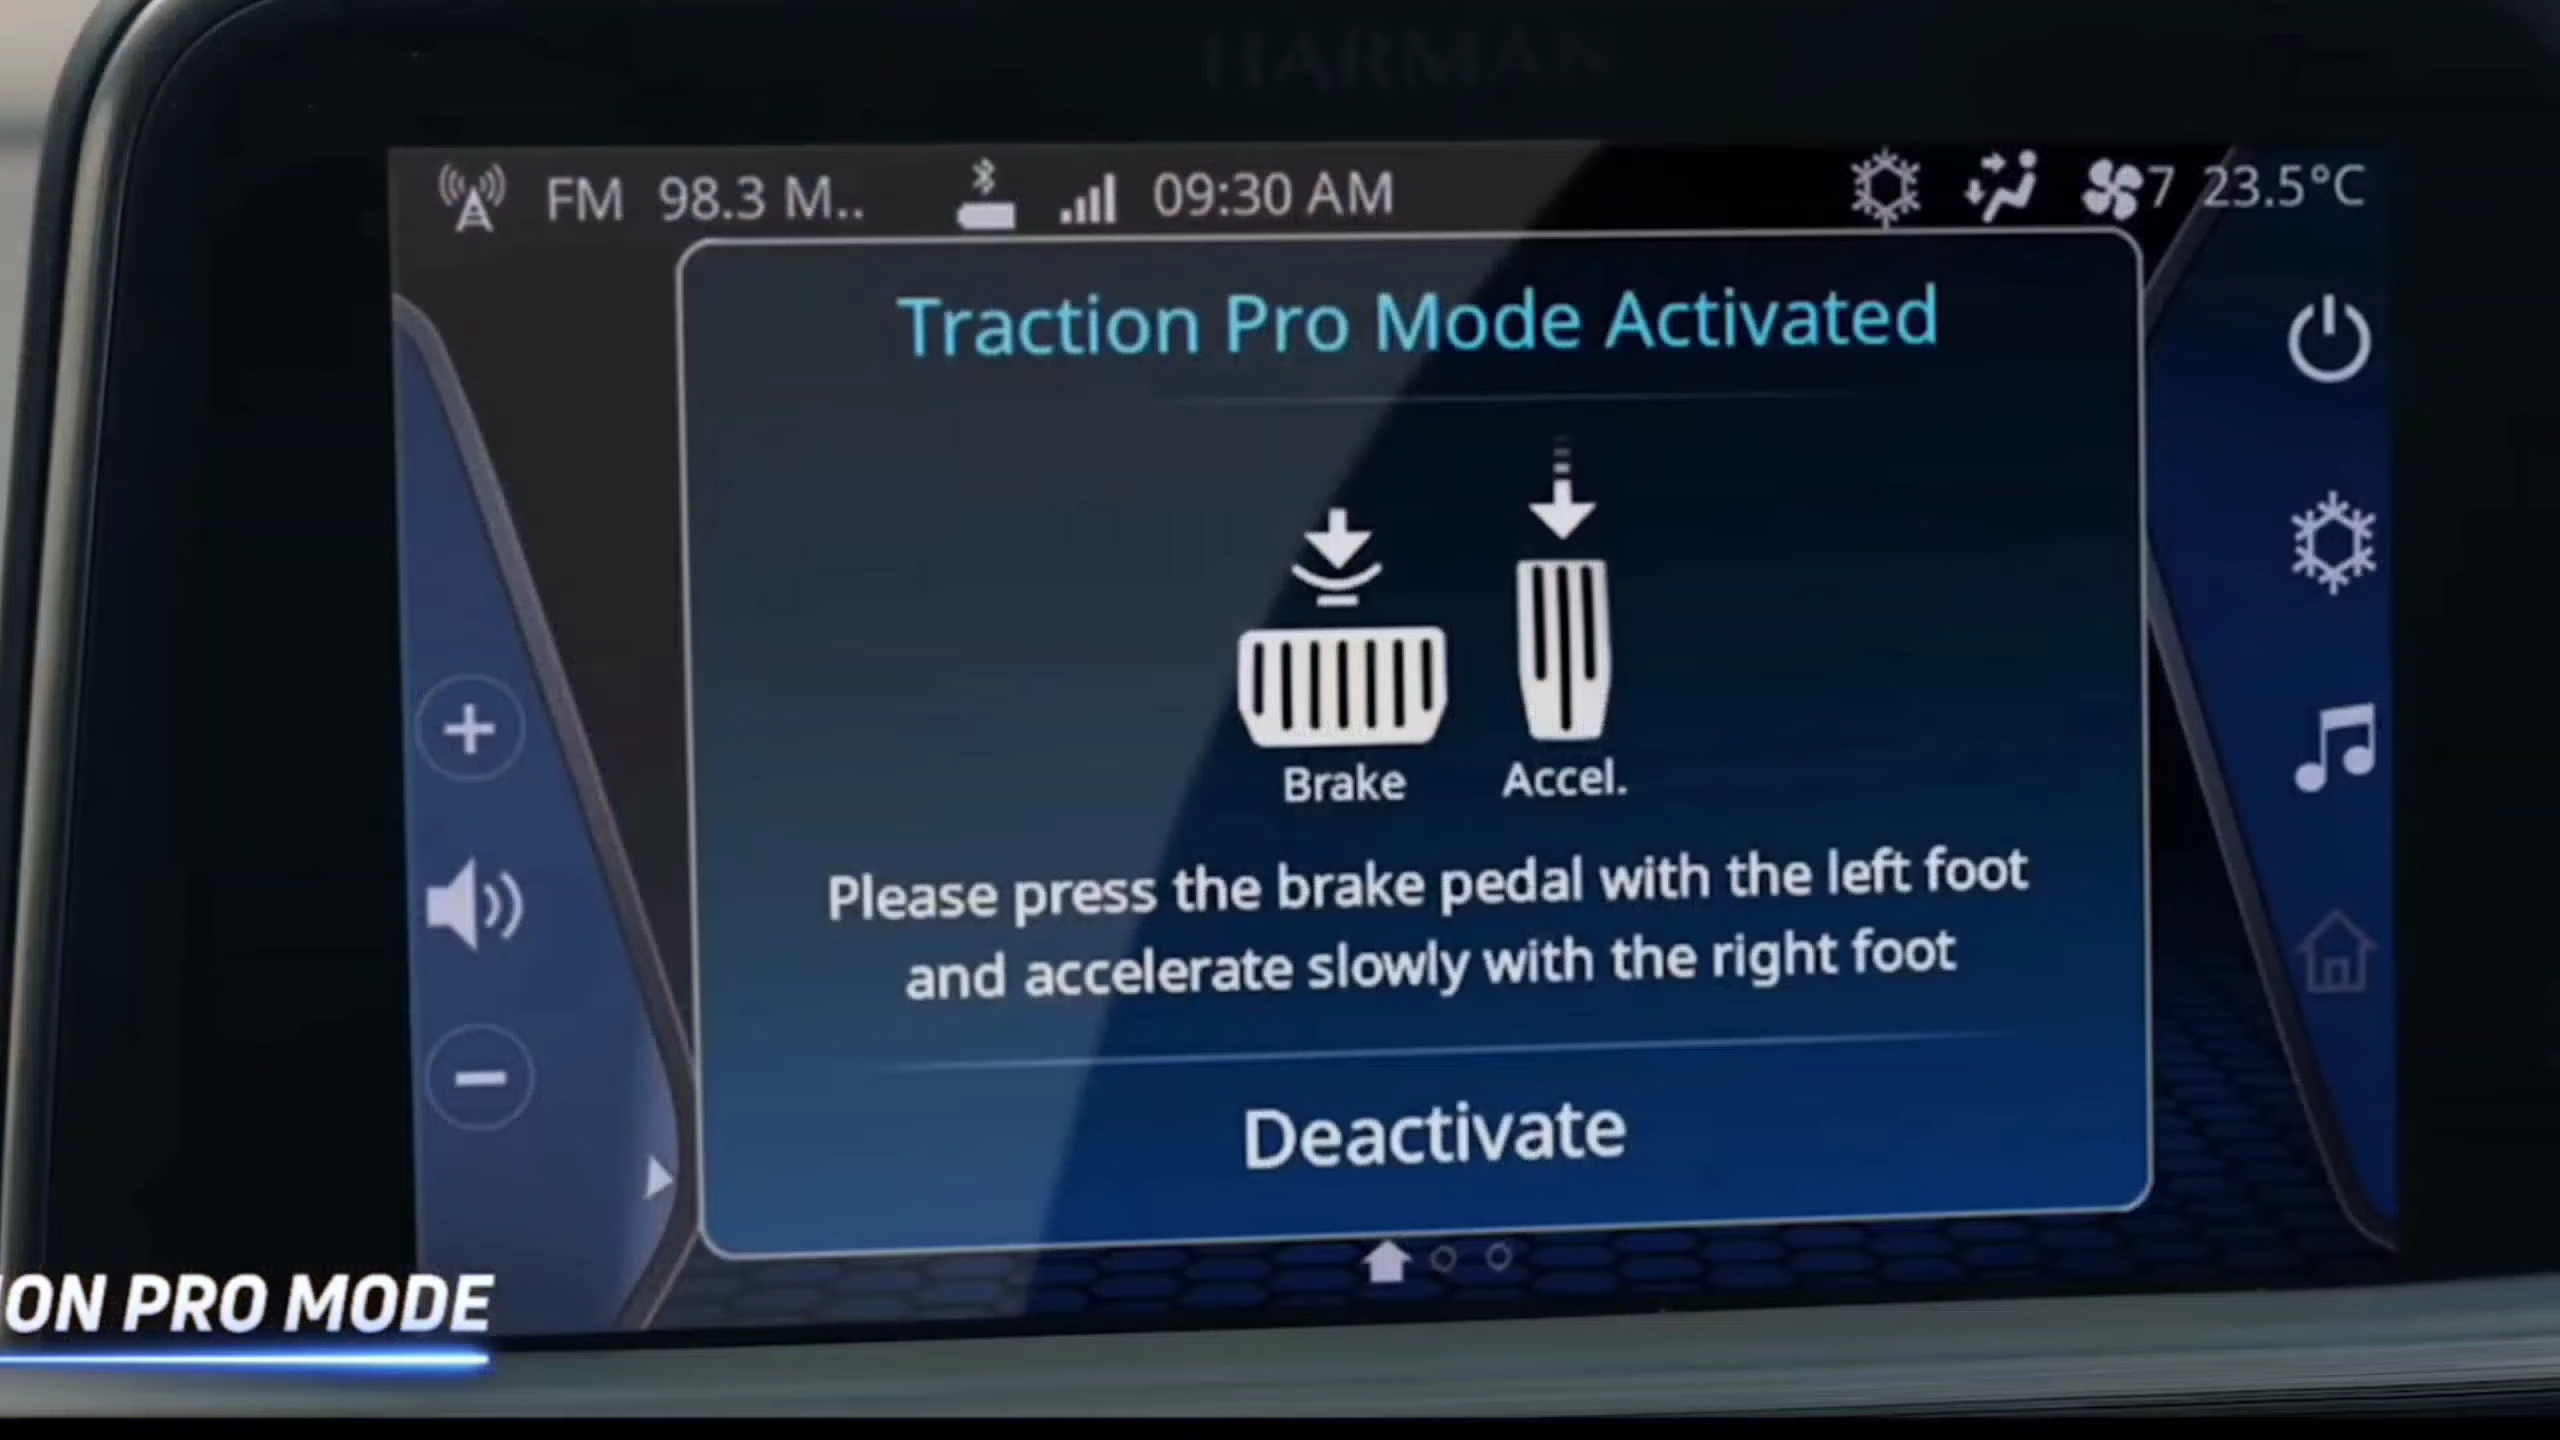 HARMAN
FM 98.3 M.. 09:30 AM 7 23.5°C
Traction Pro Mode Activated
Brake Accel.
Please press the brake pedal with the left foot
and accelerate slowly with the right foot
Deactivate
ON PRO MODE